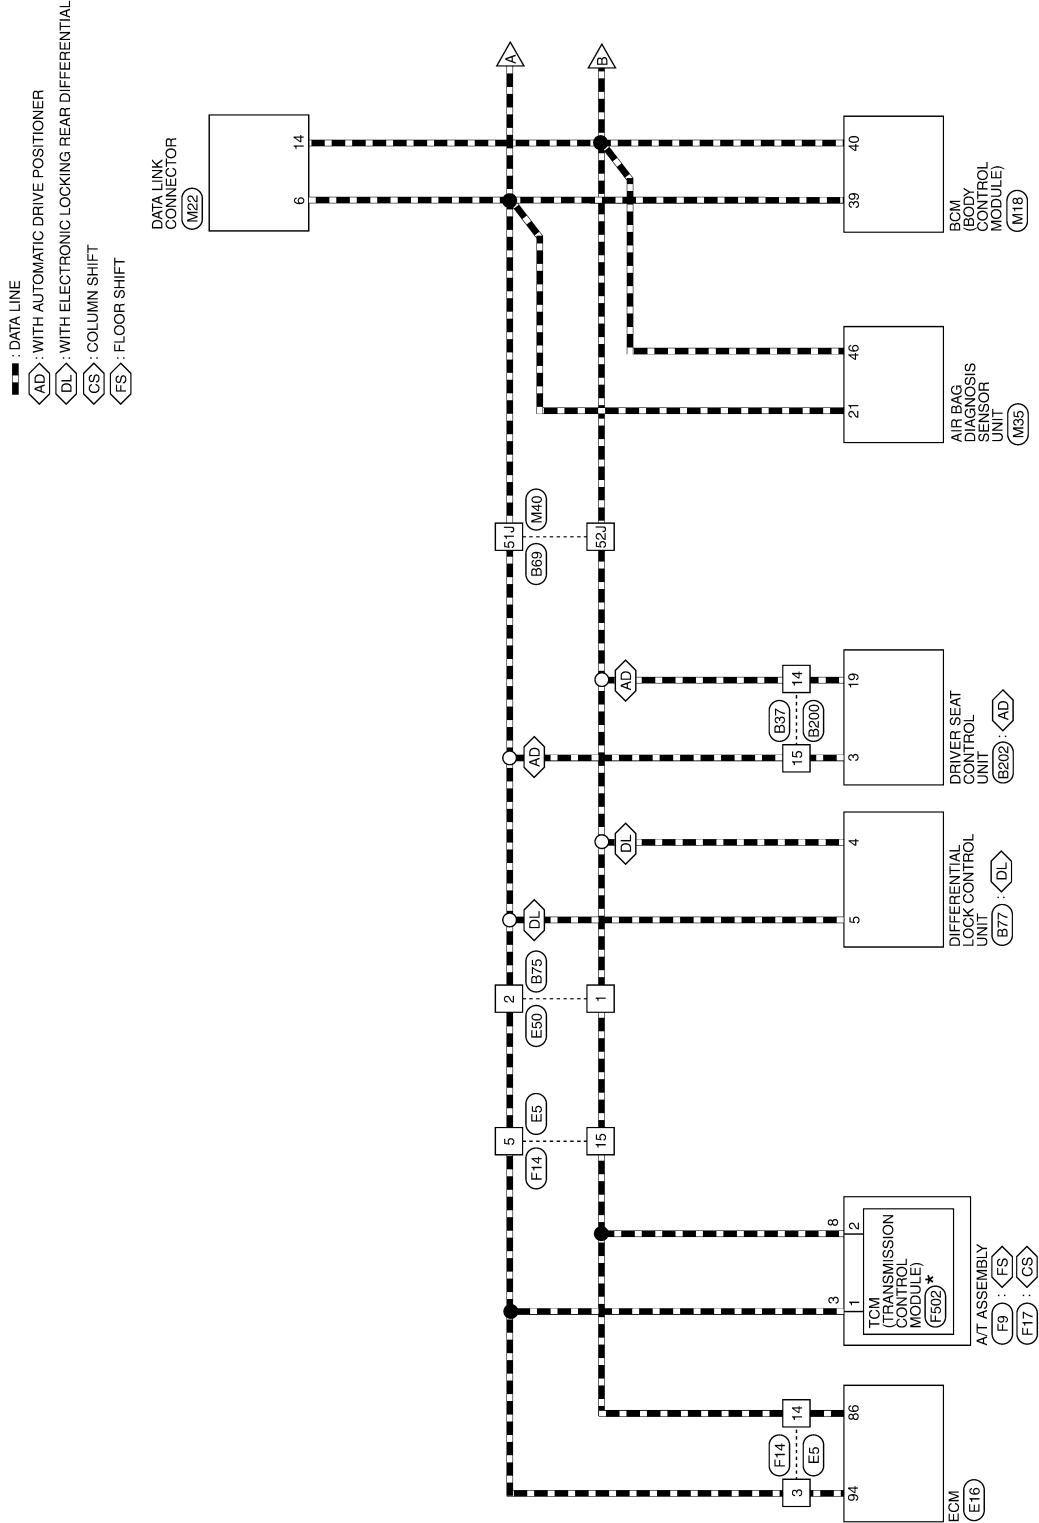 : DATA LINE
AD : WITH AUTOMATIC DRIVE POSITIONER
DL : WITH ELECTRONIC LOCKING REAR DIFFERENTIAL
CS : COLUMN SHIFT
FS : FLOOR SHIFT
DATA LINK
CONNECTOR
M22
6
14
A
B
51J
52J
B69
M40
AD
AD
DL
DL
2
1
E50
B75
5
15
F14
E5
3
14
F14
E5
94
86
ECM
E16
3
8
1
2
TCM
(TRANSMISSION
CONTROL
MODULE)
F502 *
A/T ASSEMBLY
F9 : FS
F17 : CS
5
4
DIFFERENTIAL
LOCK CONTROL
UNIT
B77 : DL
15
14
B37
B200
3
19
DRIVER SEAT
CONTROL
UNIT
B202 : AD
21
46
AIR BAG
DIAGNOSIS
SENSOR
UNIT
M35
39
40
BCM
(BODY
CONTROL
MODULE)
M18